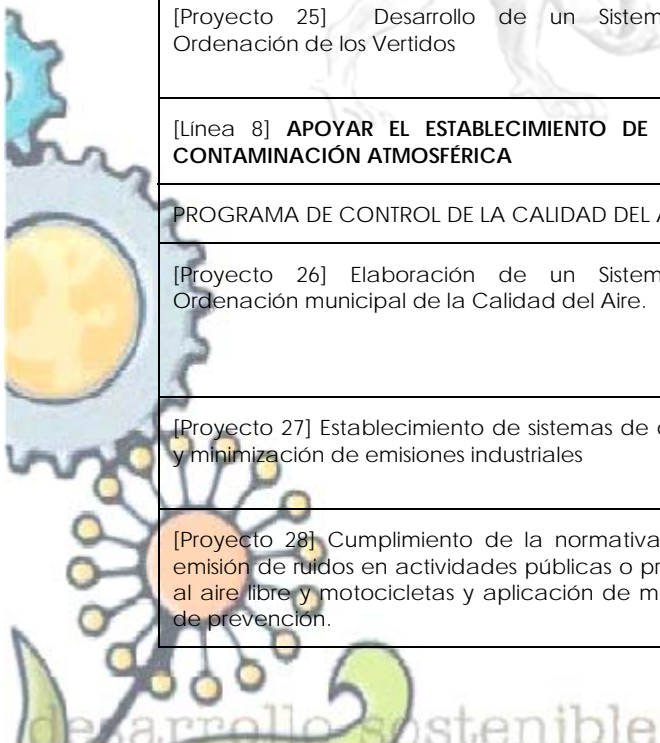 [Proyecto 25] Desarrollo de un
Ordenación de los Vertidos
[Línea 8] APOYAR EL ESTABLECIMIENTO DE
CONTAMINACIÓN ATMOSFÉRICA
PROGRAMA DE CONTROL DE LA CALIDAD DEL
[Proyecto 26] Elaboración de un
Ordenación municipal de la Calidad del Aire.
[Proyecto 27] Establecimiento de sistemas de
y minimización de emisiones industriales
[Proyecto 28] Cumplimiento de la normativa
emisión de ruidos en actividades públicas o
al aire libre y motocicletas y aplicación de
de prevención.
desarrollo sostenible